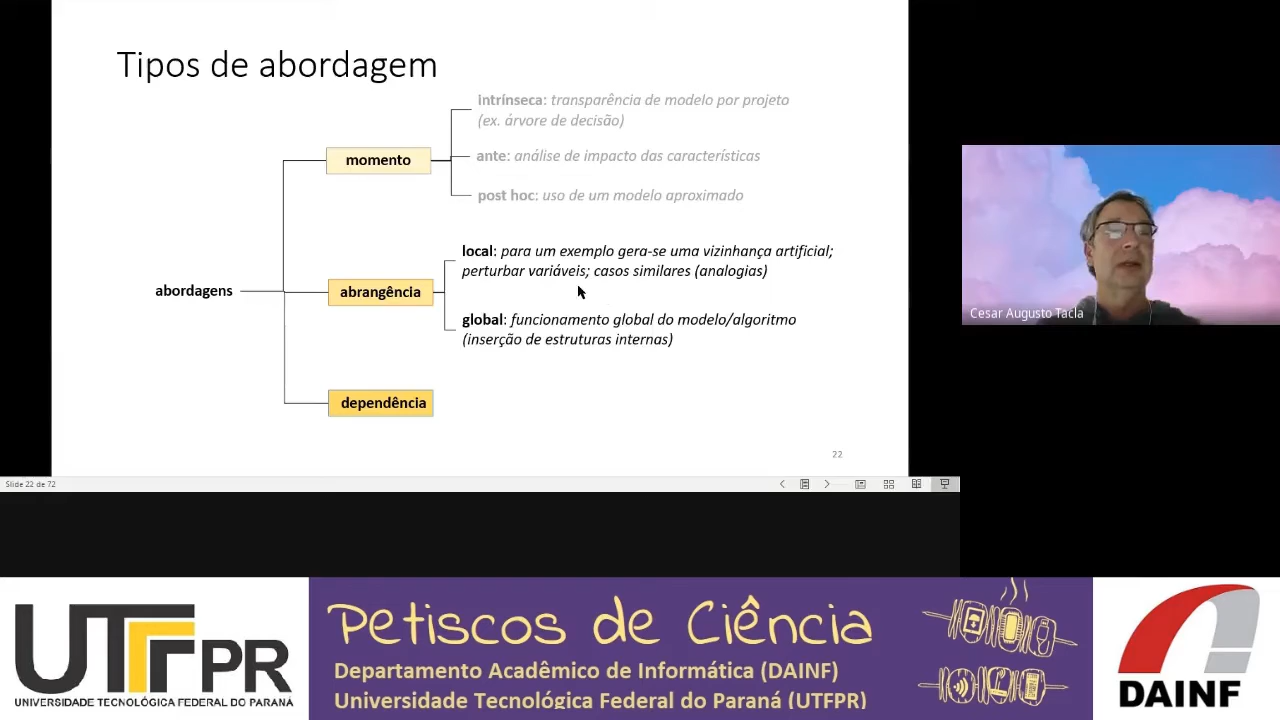 Tipos de abordagem
intrínseca: transparência de modelo por projeto
(ex. árvore de decisão)
momento
ante: análise de impacto das características
post hoc: uso de um modelo aproximado
local: para um exemplo gera-se uma vizinhança artificial;
perturbar variáveis; casos similares (analogias)
abordagens
abrangência
global: funcionamento global do modelo/algoritmo
(inserção de estruturas internas)
dependência
22
Slide 22 de 72
Cesar Augusto Tacla
UTFPR
UNIVERSIDADE TECNOLÓGICA FEDERAL DO PARANÁ
Petiscos de Ciência
Departamento Acadêmico de Informática (DAINF)
Universidade Tecnológica Federal do Paraná (UTFPR)
DAINF